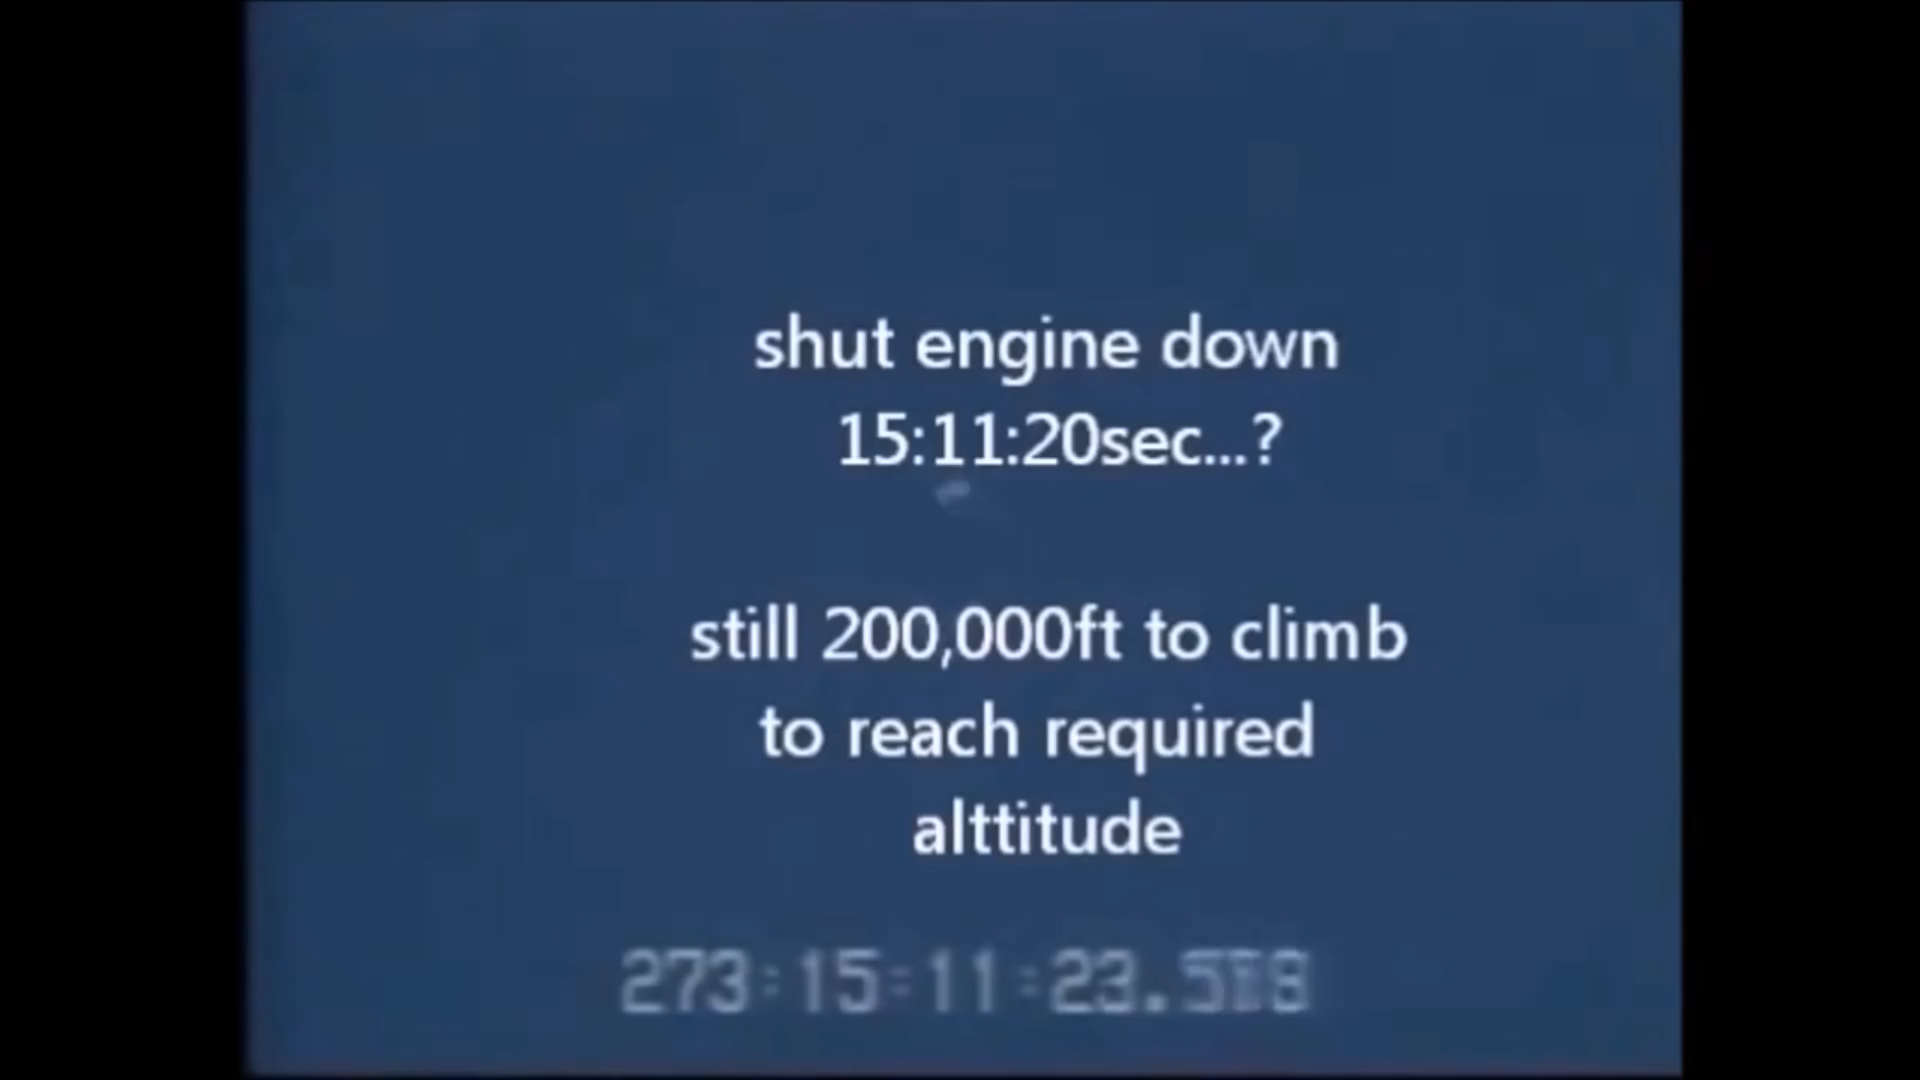 shut engine down
15:11:20sec...?
still 200,000ft to climb
to reach required
alttitude
273:15:11:23.